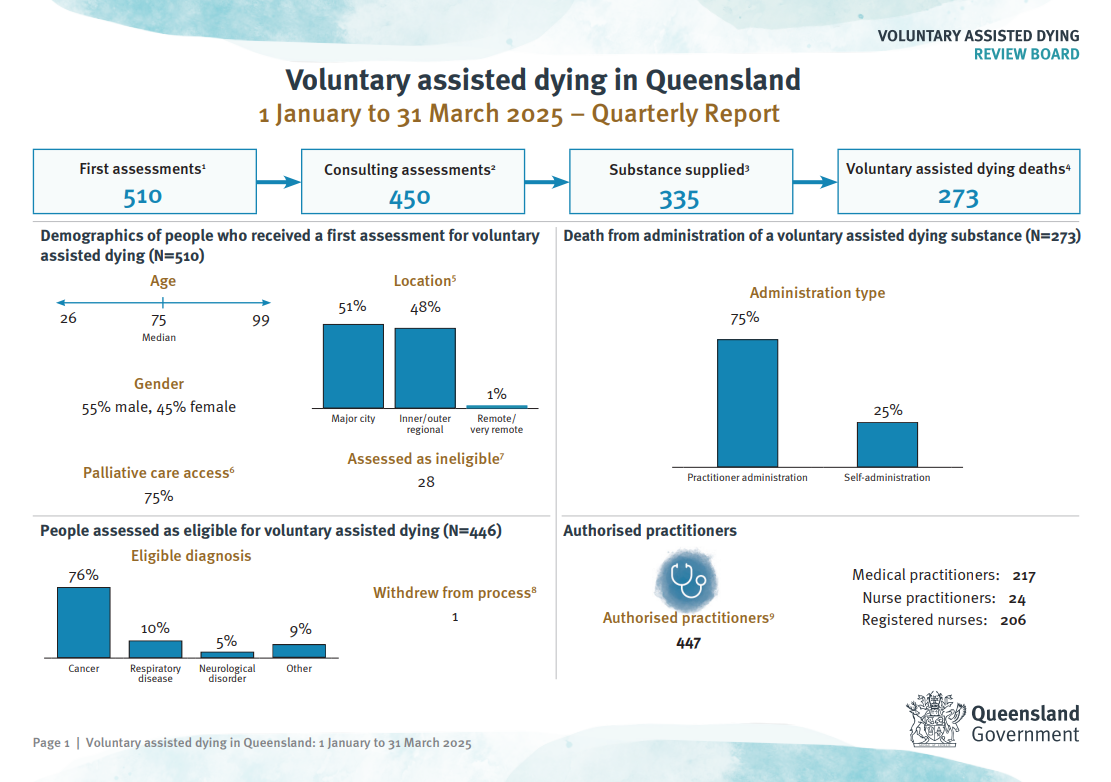 VOLUNTARY ASSISTED DYING
REVIEW BOARD
Voluntary assisted dying in Queensland
1 January to 31 March 2025 – Quarterly Report
First assessments¹
510
Consulting assessments²
450
Substance supplied³
335
Voluntary assisted dying deaths⁴
273
Demographics of people who received a first assessment for voluntary
assisted dying (N=510)
Age
26
75
99
Median
Gender
55% male, 45% female
Palliative care access⁶
75%
Location⁵
51%
48%
1%
Major city
Inner/outer
regional
Remote/
very remote
Assessed as ineligible⁷
28
Death from administration of a voluntary assisted dying substance (N=273)
Administration type
75%
25%
Practitioner administration
Self-administration
People assessed as eligible for voluntary assisted dying (N=446)
Eligible diagnosis
76%
10%
5%
9%
Cancer
Respiratory
disease
Neurological
disorder
Other
Withdrew from process⁸
1
Authorised practitioners
Authorised practitioners⁹
447
Medical practitioners: 217
Nurse practitioners: 24
Registered nurses: 206
Queensland
Government
Page 1 | Voluntary assisted dying in Queensland: 1 January to 31 March 2025